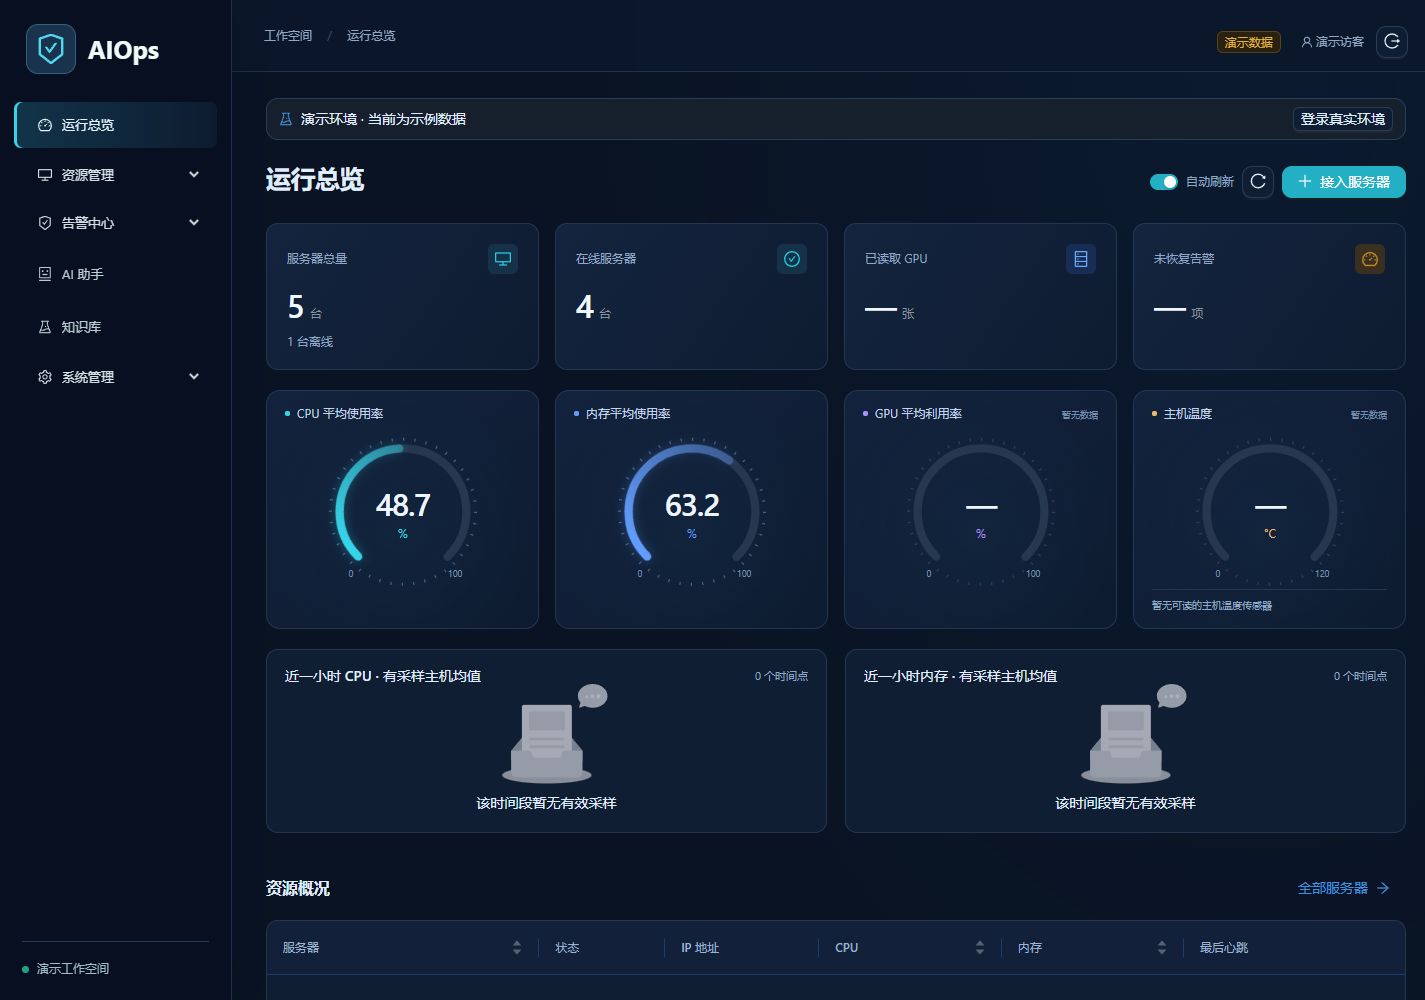 AIOps
运行总览
资源管理
告警中心
AI 助手
知识库
系统管理
演示工作空间
工作空间 / 运行总览
演示数据 演示访客
演示环境 · 当前为示例数据 登录真实环境
运行总览
自动刷新 接入服务器
服务器总量
5 台
1 台离线
在线服务器
4 台
已读取 GPU
— 张
未恢复告警
— 项
CPU 平均使用率
48.7
%
0 100
内存平均使用率
63.2
%
0 100
GPU 平均利用率 暂无数据
—
%
0 100
主机温度 暂无数据
—
°C
0 120
暂无可读的主机温度传感器
近一小时 CPU · 有采样主机均值 0 个时间点
该时间段暂无有效采样
近一小时内存 · 有采样主机均值 0 个时间点
该时间段暂无有效采样
资源概况 全部服务器
服务器 状态 IP 地址 CPU 内存 最后心跳